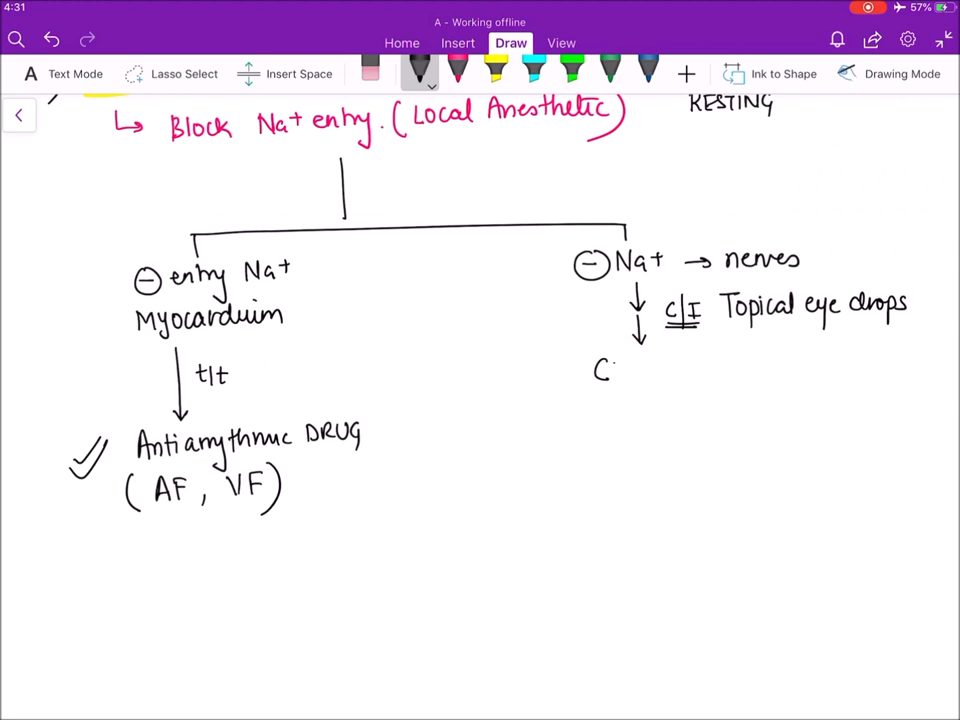 4:31
57%
A - Working offline
Home Insert Draw View
A Text Mode Lasso Select Insert Space + Ink to Shape Drawing Mode
RESTING
↳ Block Na+ entry. (Local Anesthetic)
⊖ entry Na+
Myocarduim
⊖ Na+ → nerves
C/I Topical eye drops
t/t
C
Antiarrythmic DRUG
(AF, VF)